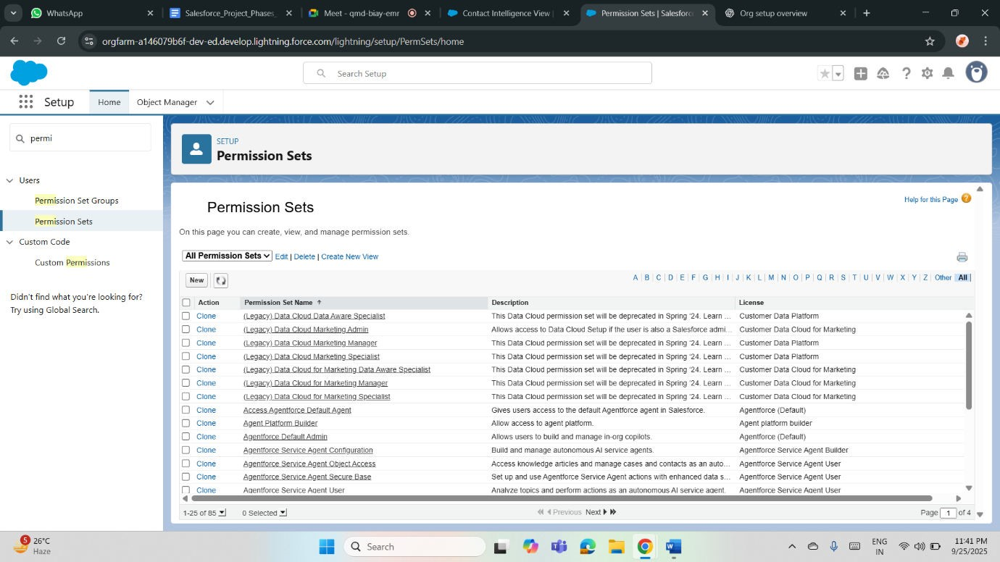 WhatsApp
Salesforce_Project_Phases_
Meet - qmd-biay-emr
Contact Intelligence View |
Permission Sets | Salesforc
Org setup overview
orgfarm-a146079b6f-dev-ed.develop.lightning.force.com/lightning/setup/PermSets/home
Search Setup
Setup
Home
Object Manager
permi
Users
Permission Set Groups
Permission Sets
Custom Code
Custom Permissions
Didn't find what you're looking for?
Try using Global Search.
SETUP
Permission Sets
Help for this Page
Permission Sets
On this page you can create, view, and manage permission sets.
All Permission Sets Edit | Delete | Create New View
New
A | B | C | D | E | F | G | H | I | J | K | L | M | N | O | P | Q | R | S | T | U | V | W | X | Y | Z | Other | All |
Action Permission Set Name ↑ Description License
Clone (Legacy) Data Cloud Data Aware Specialist This Data Cloud permission set will be deprecated in Spring '24. Learn ... Customer Data Platform
Clone (Legacy) Data Cloud Marketing Admin Allows access to Data Cloud Setup if the user is also a Salesforce admi... Customer Data Cloud for Marketing
Clone (Legacy) Data Cloud Marketing Manager This Data Cloud permission set will be deprecated in Spring '24. Learn ... Customer Data Platform
Clone (Legacy) Data Cloud Marketing Specialist This Data Cloud permission set will be deprecated in Spring '24. Learn ... Customer Data Platform
Clone (Legacy) Data Cloud for Marketing Data Aware Specialist This Data Cloud permission set will be deprecated in Spring '24. Learn ... Customer Data Cloud for Marketing
Clone (Legacy) Data Cloud for Marketing Manager This Data Cloud permission set will be deprecated in Spring '24. Learn ... Customer Data Cloud for Marketing
Clone (Legacy) Data Cloud for Marketing Specialist This Data Cloud permission set will be deprecated in Spring '24. Learn ... Customer Data Cloud for Marketing
Clone Access Agentforce Default Agent Gives users access to the default Agentforce agent in Salesforce. Agentforce (Default)
Clone Agent Platform Builder Allow access to agent platform. Agent platform builder
Clone Agentforce Default Admin Allows users to build and manage in-org copilots. Agentforce (Default)
Clone Agentforce Service Agent Configuration Build and manage autonomous AI service agents. Agentforce Service Agent Builder
Clone Agentforce Service Agent Object Access Access knowledge articles and manage cases and contacts as an auto... Agentforce Service Agent User
Clone Agentforce Service Agent Secure Base Set up and use Agentforce Service Agent actions with enhanced data s... Agentforce Service Agent User
Clone Agentforce Service Agent User Analyze topics and perform actions as an autonomous AI service agent. Agentforce Service Agent User
1-25 of 85 0 Selected Previous Next Page 1 of 4
5
26°C
Haze
Search
ENG
IN
11:41 PM
9/25/2025